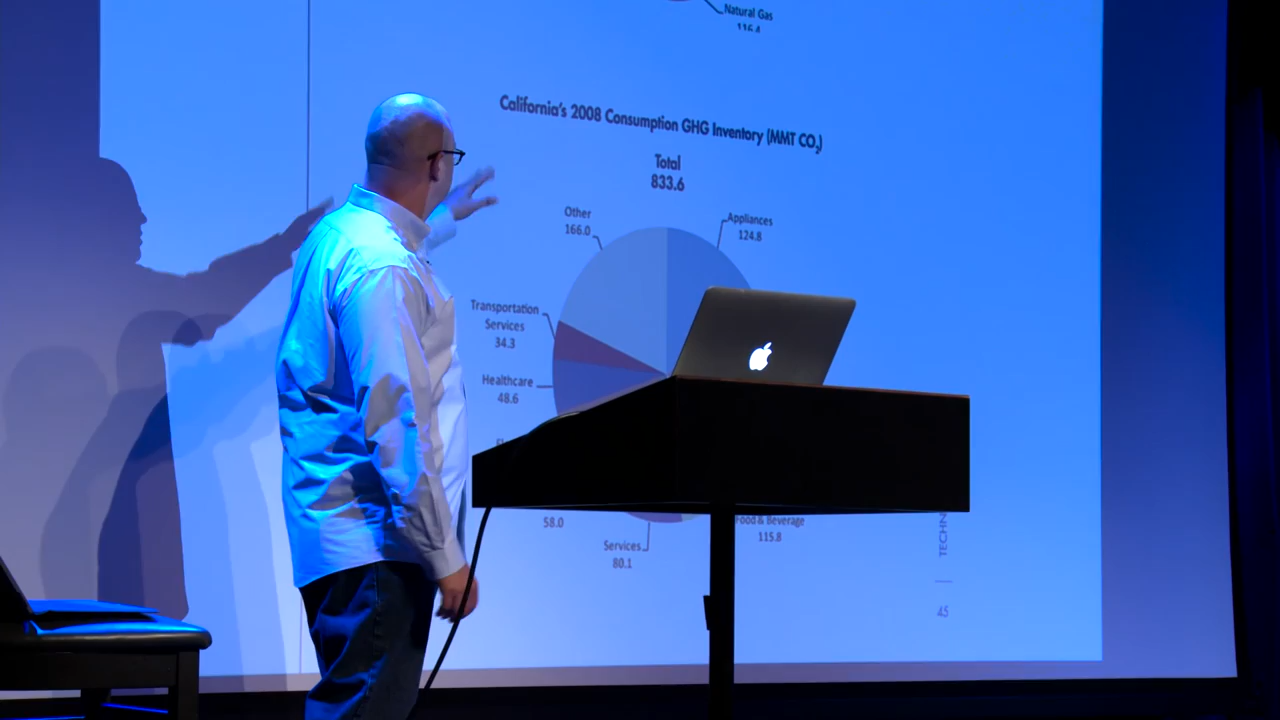 Natural Gas
116.4
California's 2008 Consumption GHG Inventory (MMT CO₂)
Total
833.6
Other
166.0
Appliances
124.8
Transportation
Services
34.3
Healthcare
48.6
58.0
Services
80.1
Food & Beverage
115.8
TECHN
45